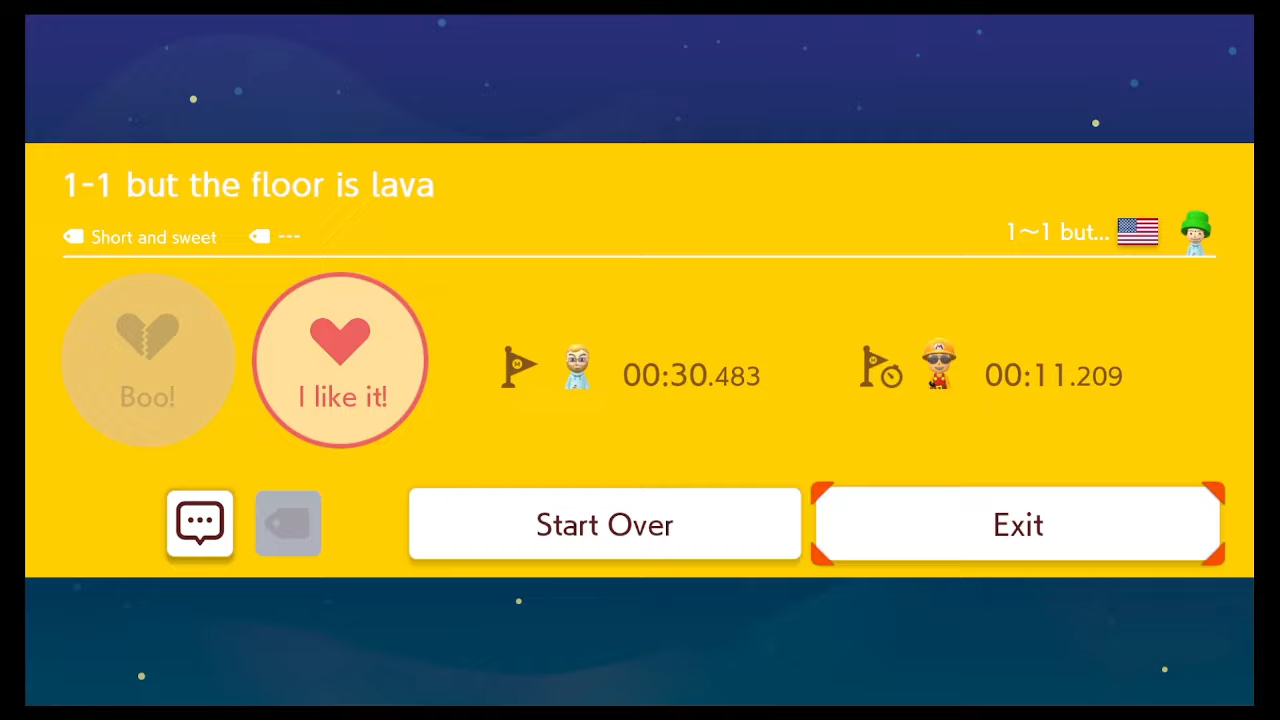 1-1 but the floor is lava
Short and sweet ---
1~1 but...
Boo!
I like it!
00:30.483
00:11.209
Start Over
Exit